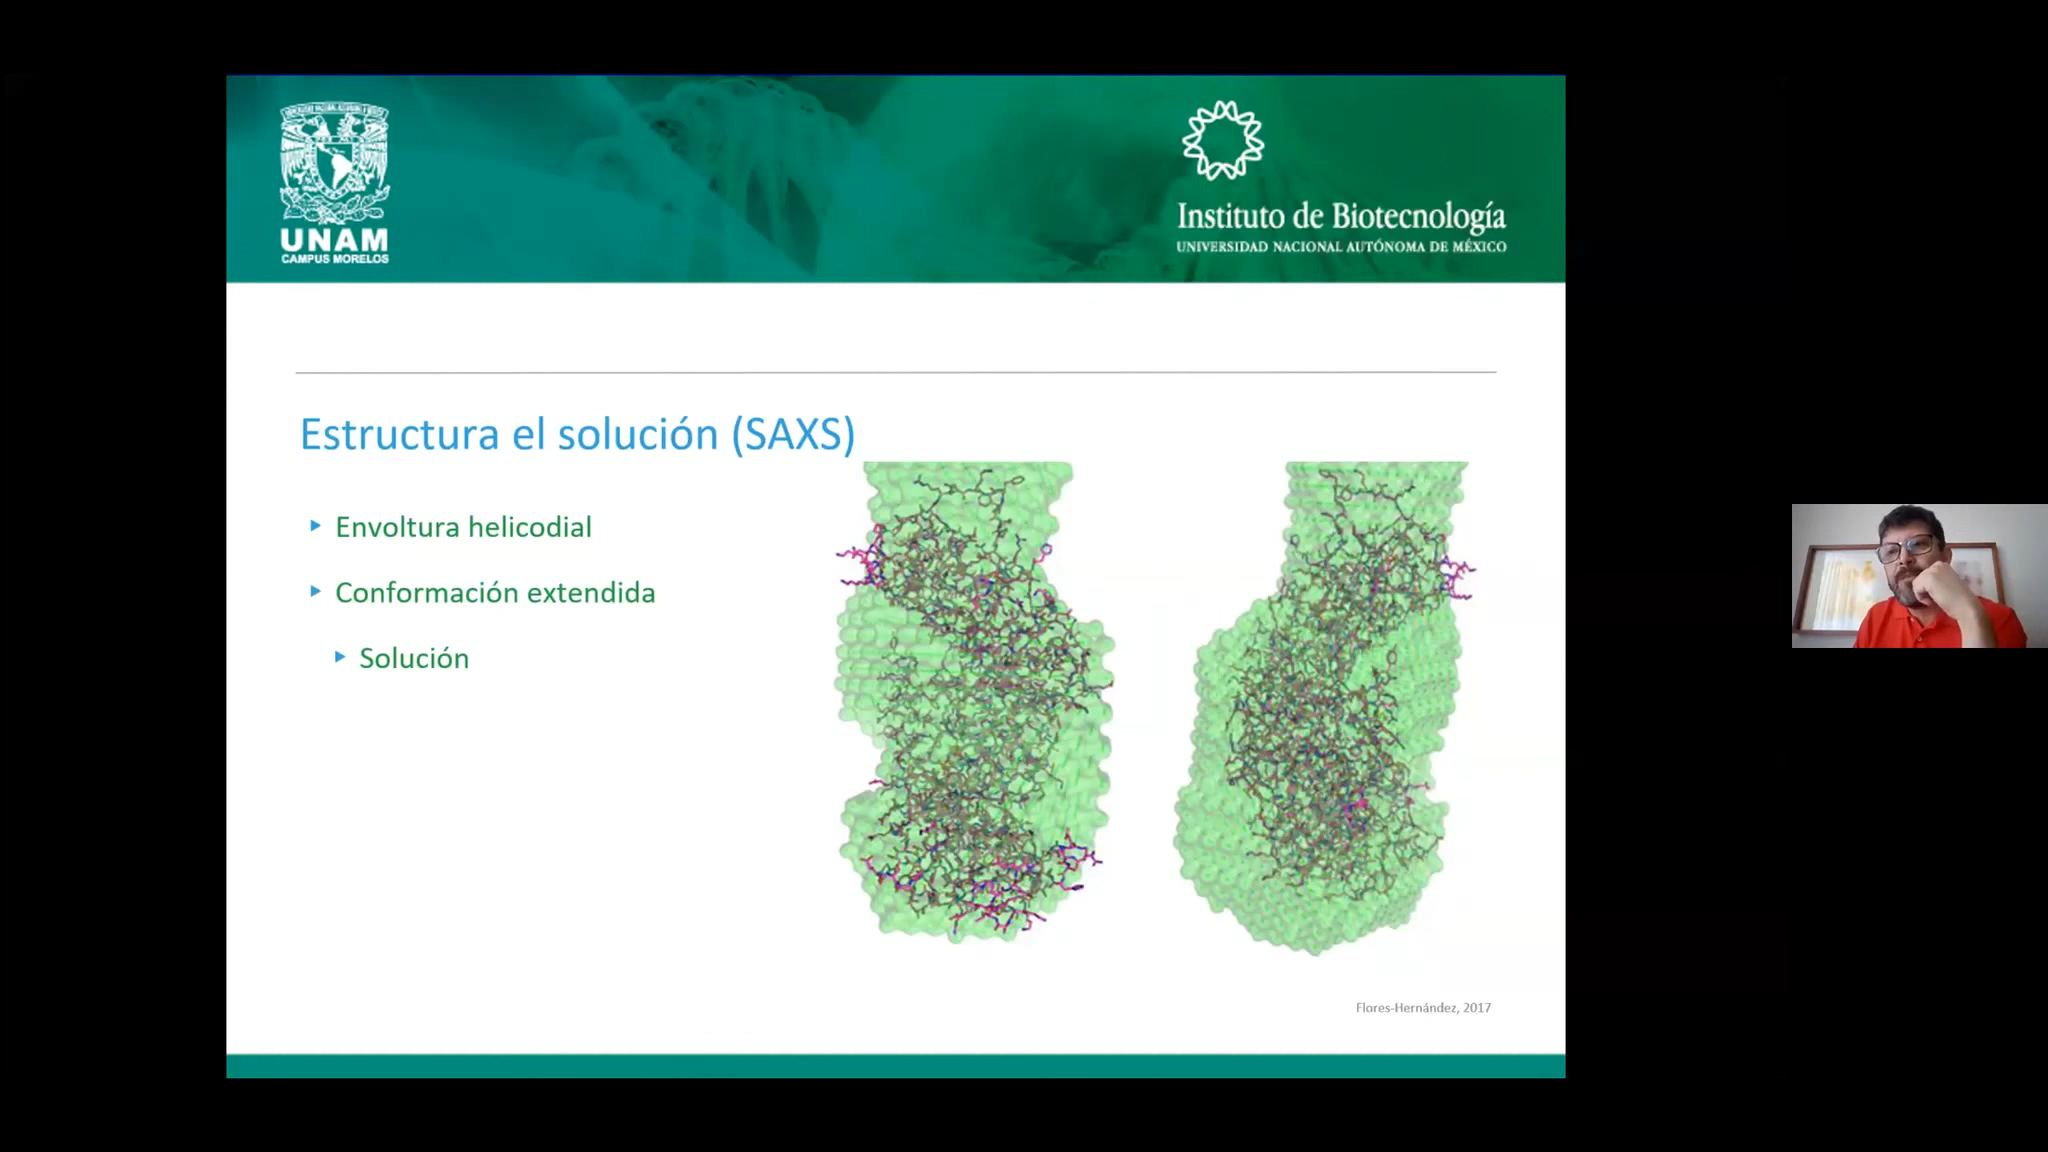 UNAM
CAMPUS MORELOS
Instituto de Biotecnología
UNIVERSIDAD NACIONAL AUTÓNOMA DE MÉXICO
Estructura el solución (SAXS)
Envoltura helicodial
Conformación extendida
Solución
Flores-Hernández, 2017